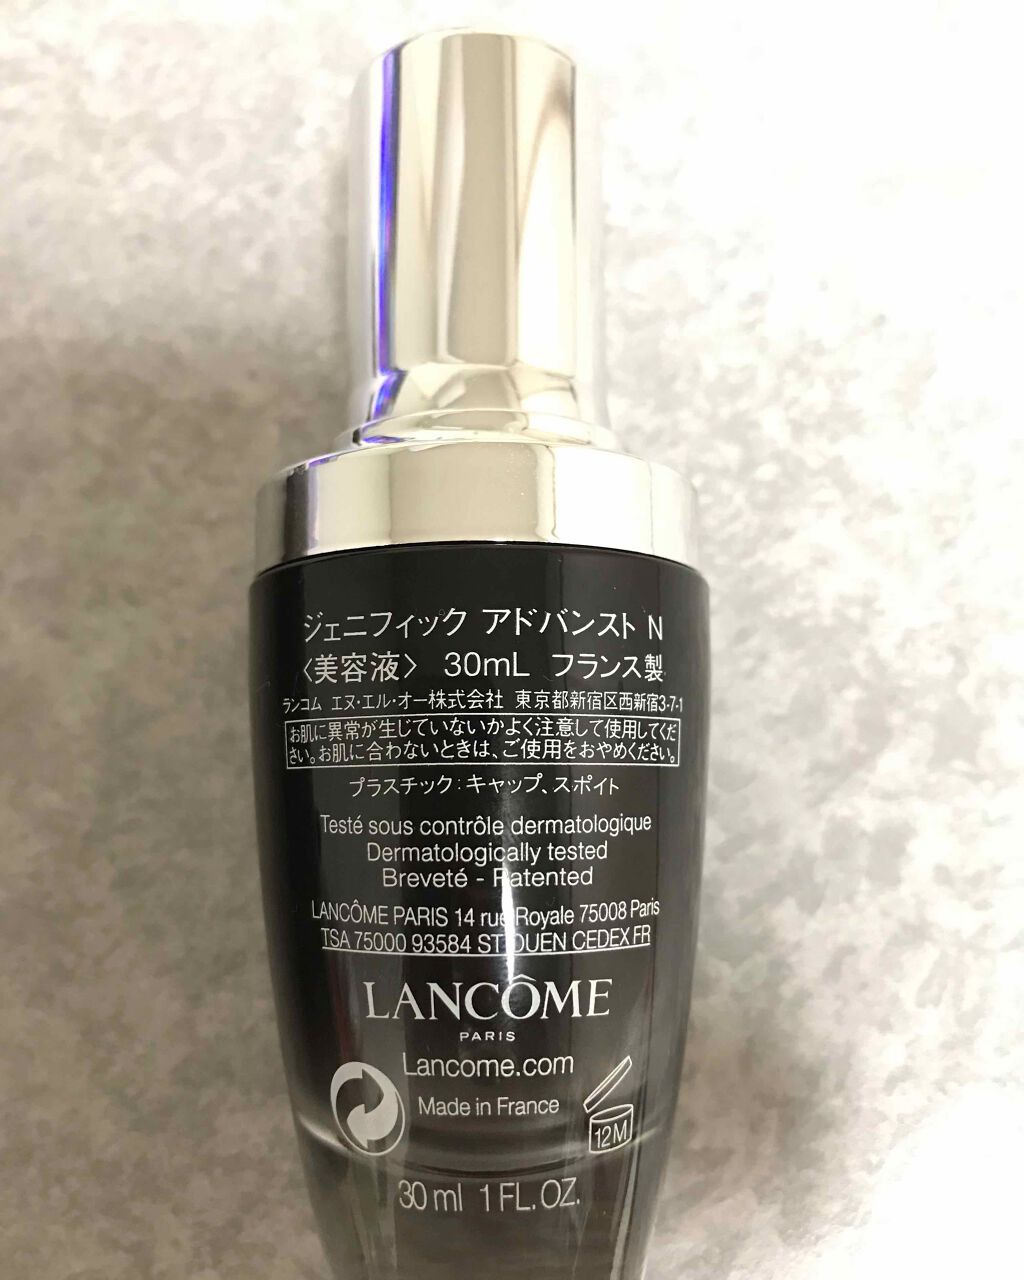 ジェニフィック アドバンスト N
〈美容液〉 30mL フランス製
ランコム エヌ・エル・オー株式会社 東京都新宿区西新宿3-7-1
お肌に異常が生じていないかよく注意して使用してくだ
さい。お肌に合わないときは、ご使用をおやめください。
プラスチック:キャップ、スポイト
Testé sous contrôle dermatologique
Dermatologically tested
Breveté - Patented
LANCÔME PARIS 14 rue Royale 75008 Paris
TSA 75000 93584 ST OUEN CEDEX FR
LANCÔME
PARIS
Lancome.com
Made in France
12M
30 ml 1 FL. OZ.